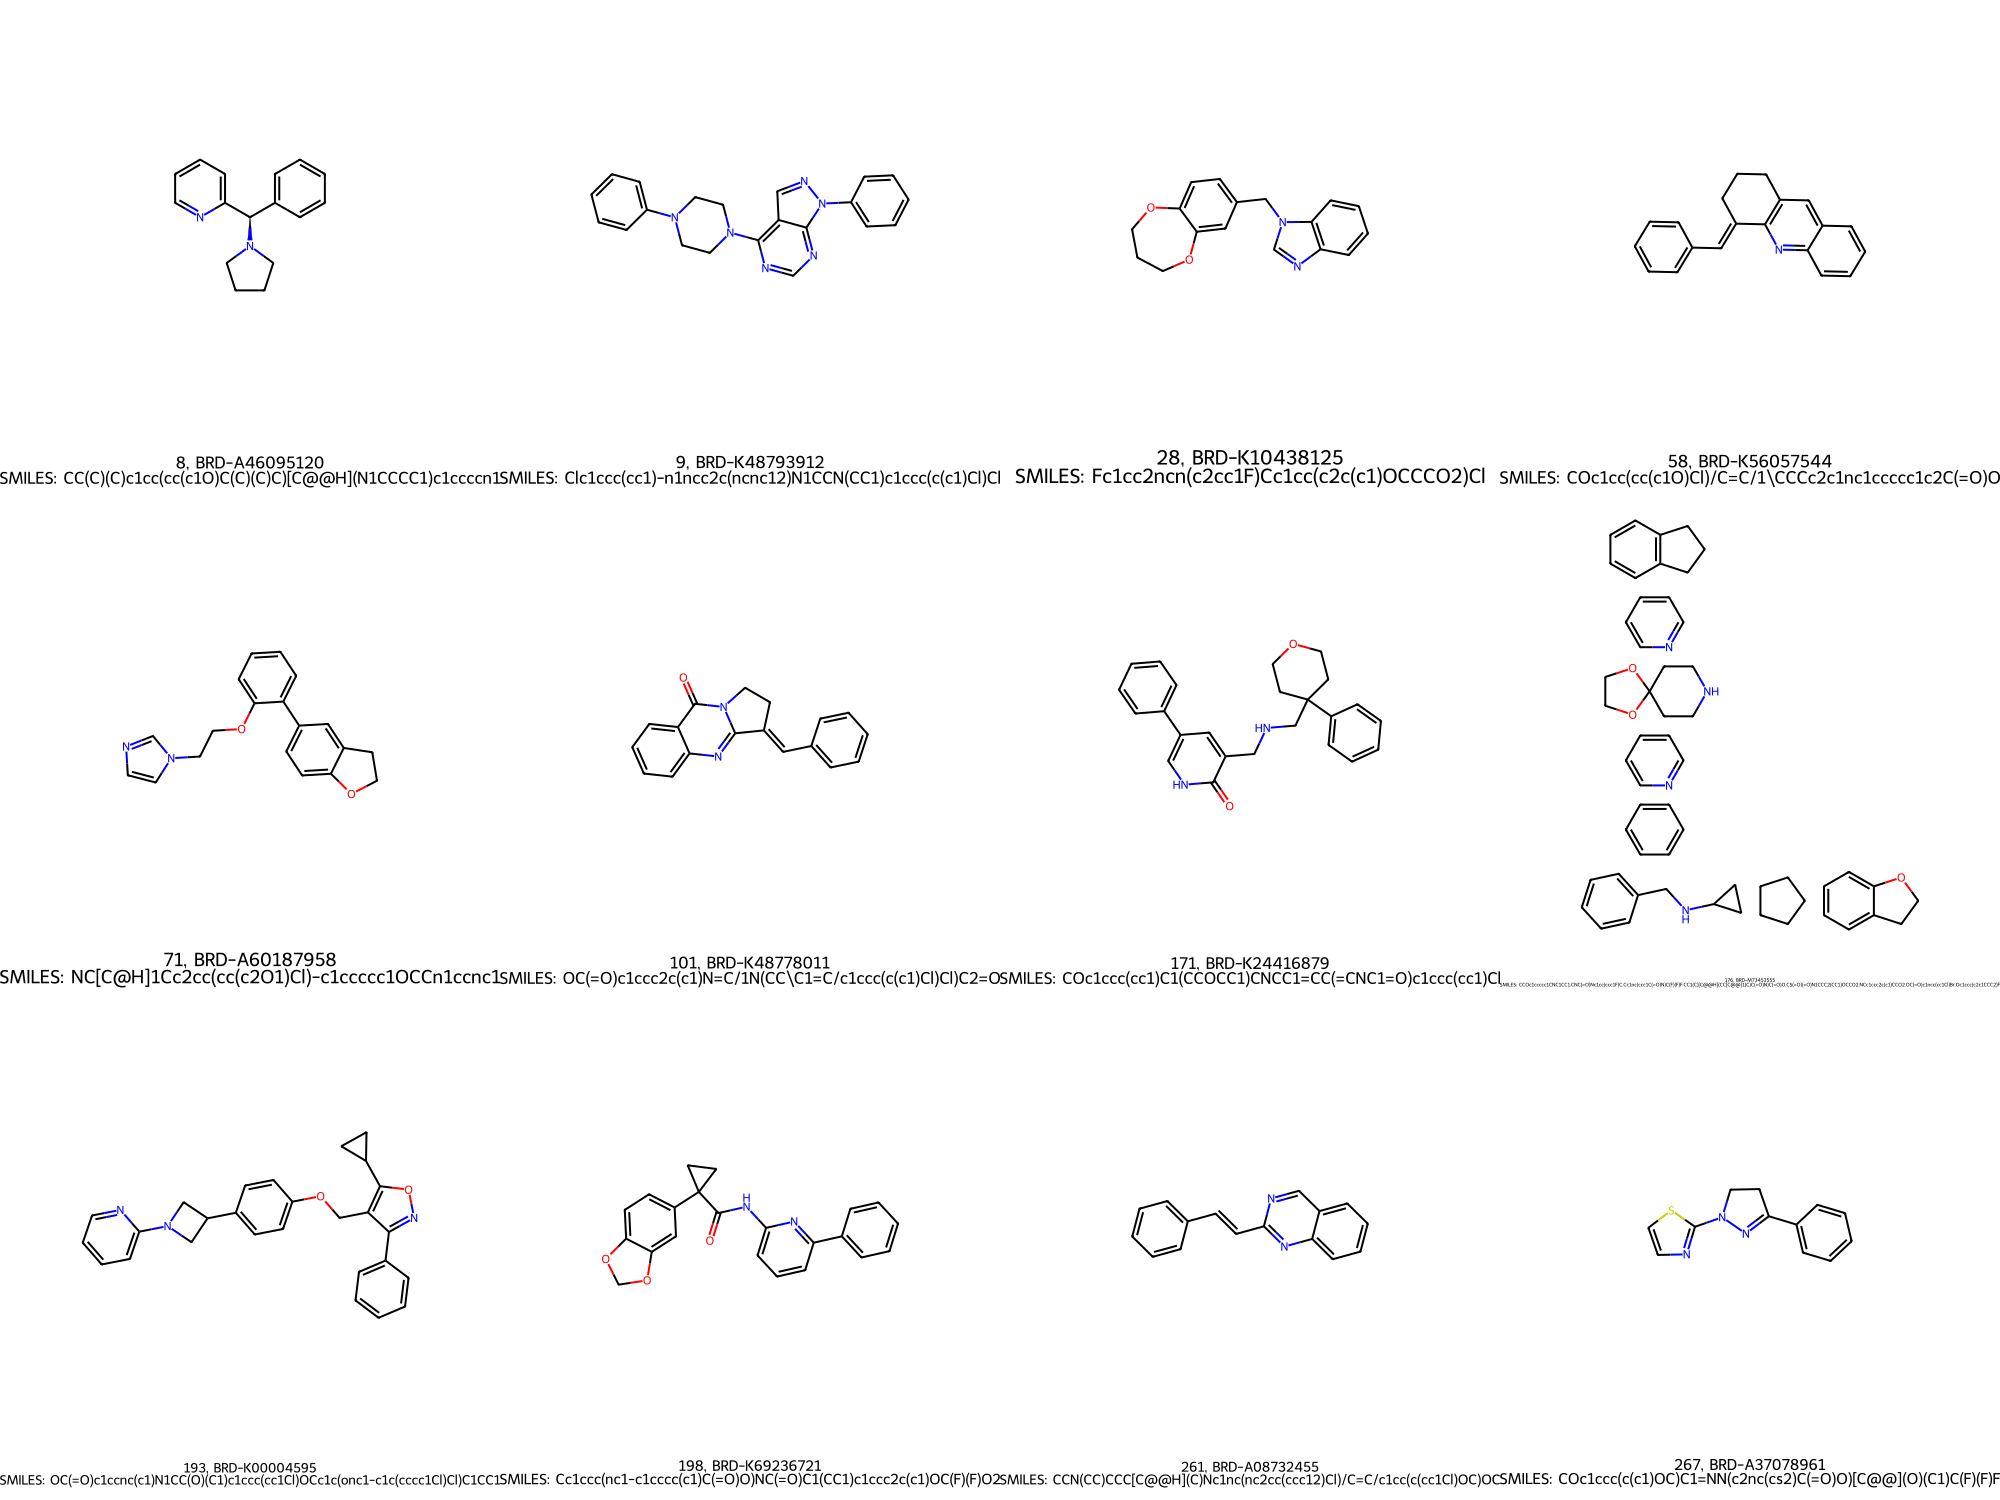 8, BRD-A46095120
SMILES: CC(C)(C)c1cc(cc(c1O)C(C)(C)C)[C@@H](N1CCCC1)c1ccccn1
9, BRD-K48793912
SMILES: Clc1ccc(cc1)-n1ncc2c(ncnc12)N1CCN(CC1)c1ccc(c(c1)Cl)Cl
28, BRD-K10438125
SMILES: Fc1cc2ncn(c2cc1F)Cc1cc(c2c(c1)OCCCO2)Cl
58, BRD-K56057544
SMILES: COc1cc(cc(c1O)Cl)/C=C/1\CCCc2c1nc1ccccc1c2C(=O)O
71, BRD-A60187958
SMILES: NC[C@H]1Cc2cc(cc(c2O1)Cl)-c1ccccc1OCCn1ccnc1
101, BRD-K48778011
SMILES: OC(=O)c1ccc2c(c1)N=C/1N(CC\C1=C/c1ccc(c(c1)Cl)Cl)C2=O
171, BRD-K24416879
SMILES: COc1ccc(cc1)C1(CCOCC1)CNCC1=CC(=CNC1=O)c1ccc(cc1)Cl
193, BRD-K00004595
SMILES: OC(=O)c1ccnc(c1)N1CC(O)(C1)c1ccc(cc1Cl)OCc1c(onc1-c1c(cccc1Cl)Cl)C1CC1
198, BRD-K69236721
SMILES: Cc1ccc(nc1-c1cccc(c1)C(=O)O)NC(=O)C1(CC1)c1ccc2c(c1)OC(F)(F)O2
261, BRD-A08732455
SMILES: CCN(CC)CCC[C@@H](C)Nc1nc(nc2cc(ccc12)Cl)/C=C/c1cc(c(cc1Cl)OC)OC
267, BRD-A37078961
SMILES: COc1ccc(c(c1)OC)C1=NN(c2nc(cs2)C(=O)O)[C@@](O)(C1)C(F)(F)F